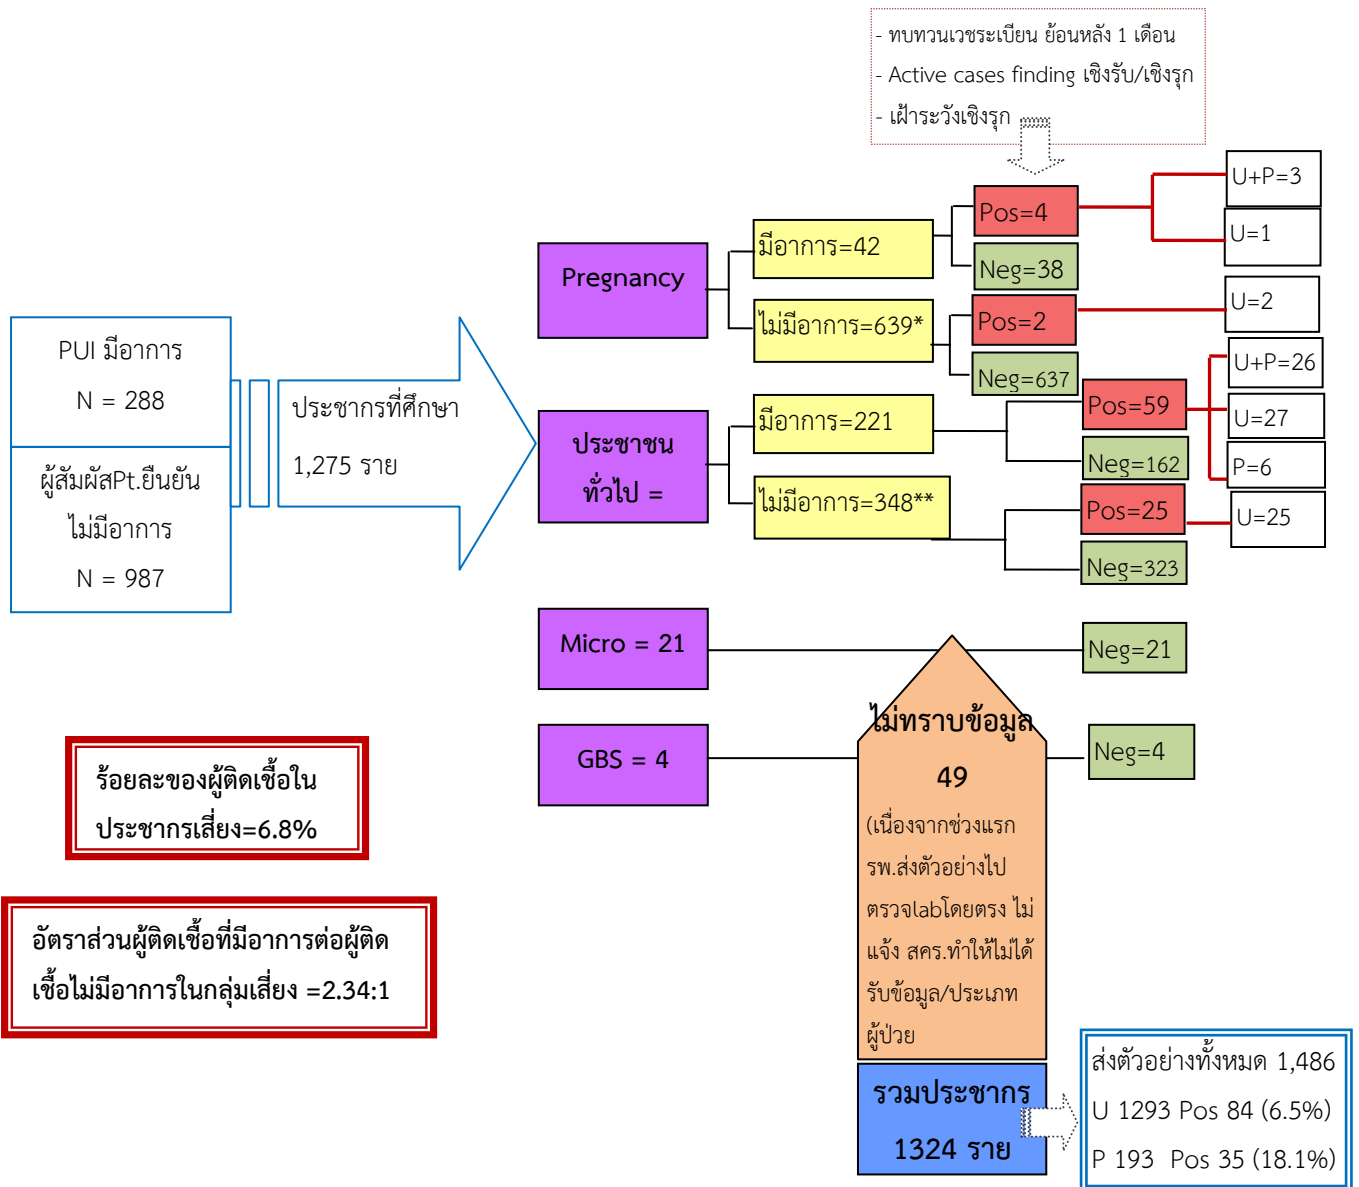 - ทบทวนเวชระเบียน ย้อนหลัง 1 เดือน
- Active cases finding เชิงรับ/เชิงรุก
- เฝ้าระวังเชิงรุก
PUI มีอาการ
N = 288
ผู้สัมผัสPt.ยืนยัน
ไม่มีอาการ
N = 987
ประชากรที่ศึกษา
1,275 ราย
Pregnancy
มีอาการ=42
Pos=4
U+P=3
U=1
Neg=38
ไม่มีอาการ=639*
Pos=2
U=2
Neg=637
ประชาชน
ทั่วไป =
มีอาการ=221
Pos=59
U+P=26
U=27
P=6
Neg=162
ไม่มีอาการ=348**
Pos=25
U=25
Neg=323
Micro = 21
Neg=21
GBS = 4
Neg=4
ร้อยละของผู้ติดเชื้อใน
ประชากรเสี่ยง=6.8%
อัตราส่วนผู้ติดเชื้อที่มีอาการต่อผู้ติด
เชื้อไม่มีอาการในกลุ่มเสี่ยง =2.34:1
ไม่ทราบข้อมูล
49
(เนื่องจากช่วงแรก
รพ.ส่งตัวอย่างไป
ตรวจlabโดยตรง ไม่
แจ้ง สคร.ทำให้ไม่ได้
รับข้อมูล/ประเภท
ผู้ป่วย
รวมประชากร
1324 ราย
ส่งตัวอย่างทั้งหมด 1,486
U 1293 Pos 84 (6.5%)
P 193 Pos 35 (18.1%)